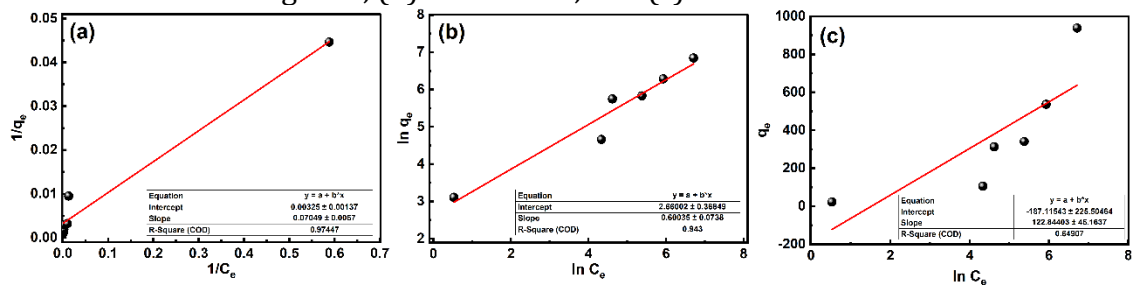 (a)
0.05
0.04
0.03
0.02
0.01
0.00
1/qe
0.0 0.1 0.2 0.3 0.4 0.5 0.6 0.7
1/Ce
Equation y = a + b*x
Intercept 0.00325 ± 0.00137
Slope 0.07049 ± 0.0057
R-Square (COD) 0.97447
(b)
8
7
6
5
4
3
2
ln qe
0 2 4 6 8
ln Ce
Equation y = a + b*x
Intercept 2.66002 ± 0.36849
Slope 0.60035 ± 0.0738
R-Square (COD) 0.943
(c)
1000
800
600
400
200
0
-200
qe
0 2 4 6 8
ln Ce
Equation y = a + b*x
Intercept -187.11543 ± 225.50464
Slope 122.84403 ± 45.1637
R-Square (COD) 0.64907